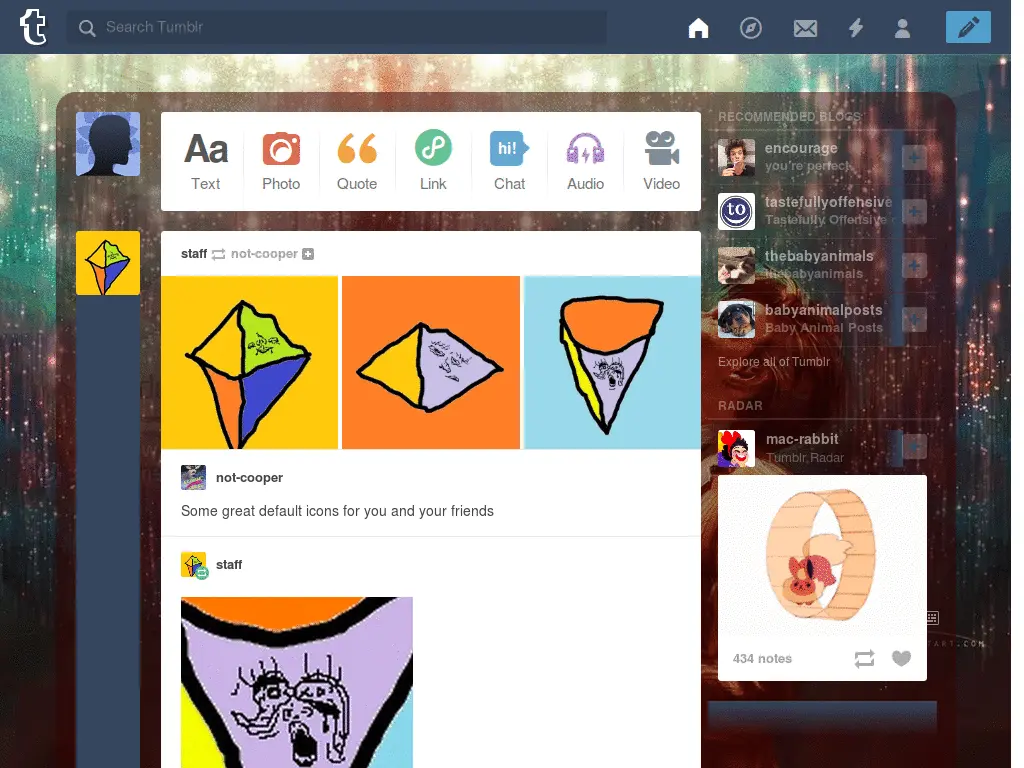 t
Search Tumblr
Aa
hi!
Text
Photo
Quote
Link
Chat
Audio
Video
staff not-cooper
not-cooper
Some great default icons for you and your friends
staff
RECOMMENDED BLOGS
encourage
you're perfect
to
tastefullyoffensive
Tastefully Offensive
thebabyanimals
thebabyanimals
babyanimalposts
Baby Animal Posts
Explore all of Tumblr
RADAR
mac-rabbit
Tumblr Radar
434 notes